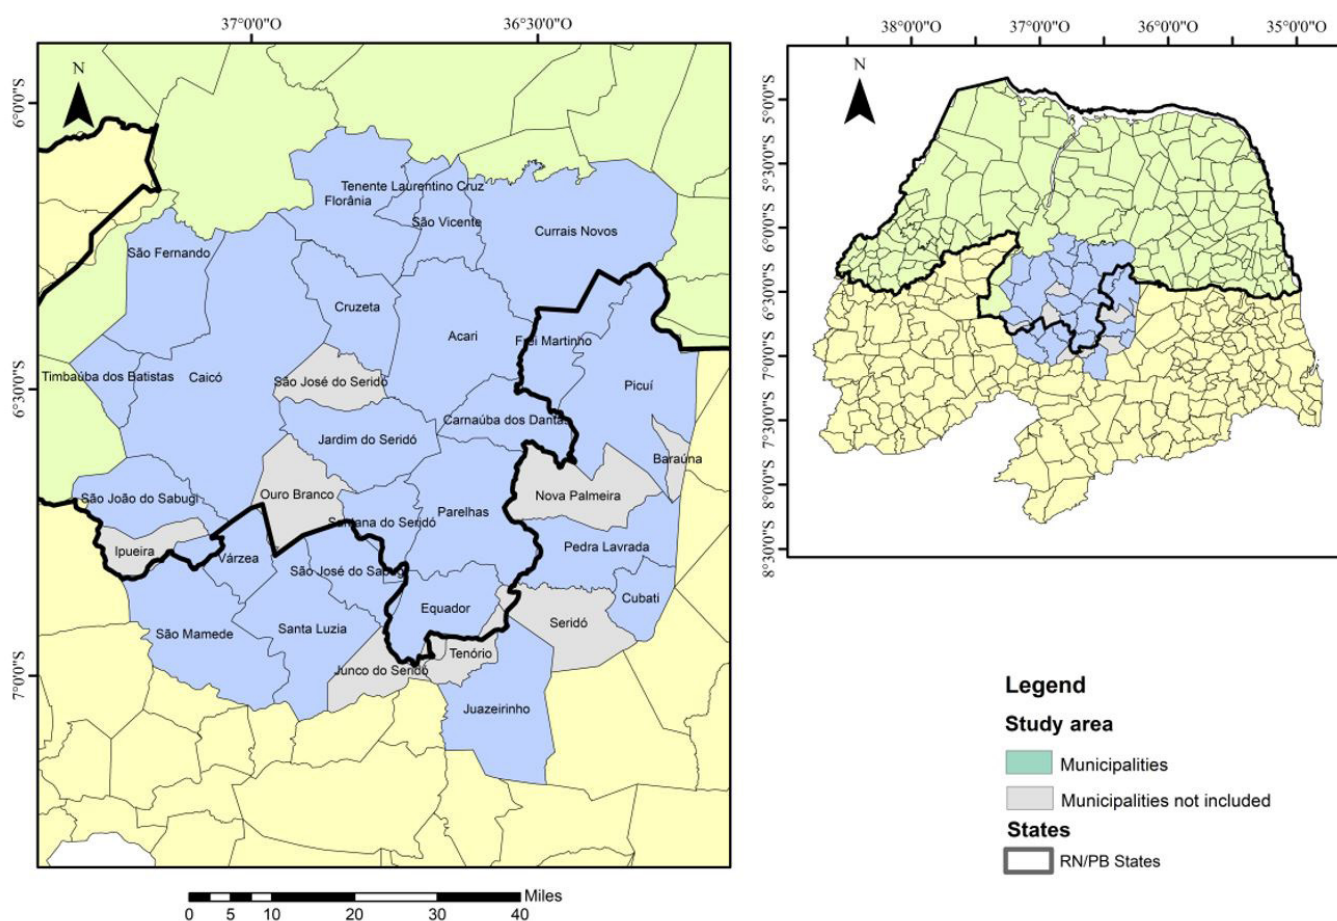 37°0'0"O 36°30'0"O
N
6°0'0"S
6°30'0"S
7°0'0"S
Tenente Laurentino Cruz
Florânia
São Vicente
Currais Novos
São Fernando
Cruzeta
Acari
Frei Martinho
Timbaúba dos Batistas
Caicó
São José do Seridó
Picuí
Carnaúba dos Dantas
Jardim do Seridó
Baraúna
São João do Sabugi
Ouro Branco
Nova Palmeira
Santana do Seridó
Parelhas
Ipueira
Várzea
Pedra Lavrada
São José do Sabugi
Cubati
Equador
São Mamede
Santa Luzia
Seridó
Tenório
Junco do Seridó
Juazeirinho
Miles
0 5 10 20 30 40
38°0'0"O 37°0'0"O 36°0'0"O 35°0'0"O
N
5°0'0"S
5°30'0"S
6°0'0"S
6°30'0"S
7°0'0"S
7°30'0"S
8°0'0"S
8°30'0"S
Legend
Study area
Municipalities
Municipalities not included
States
RN/PB States